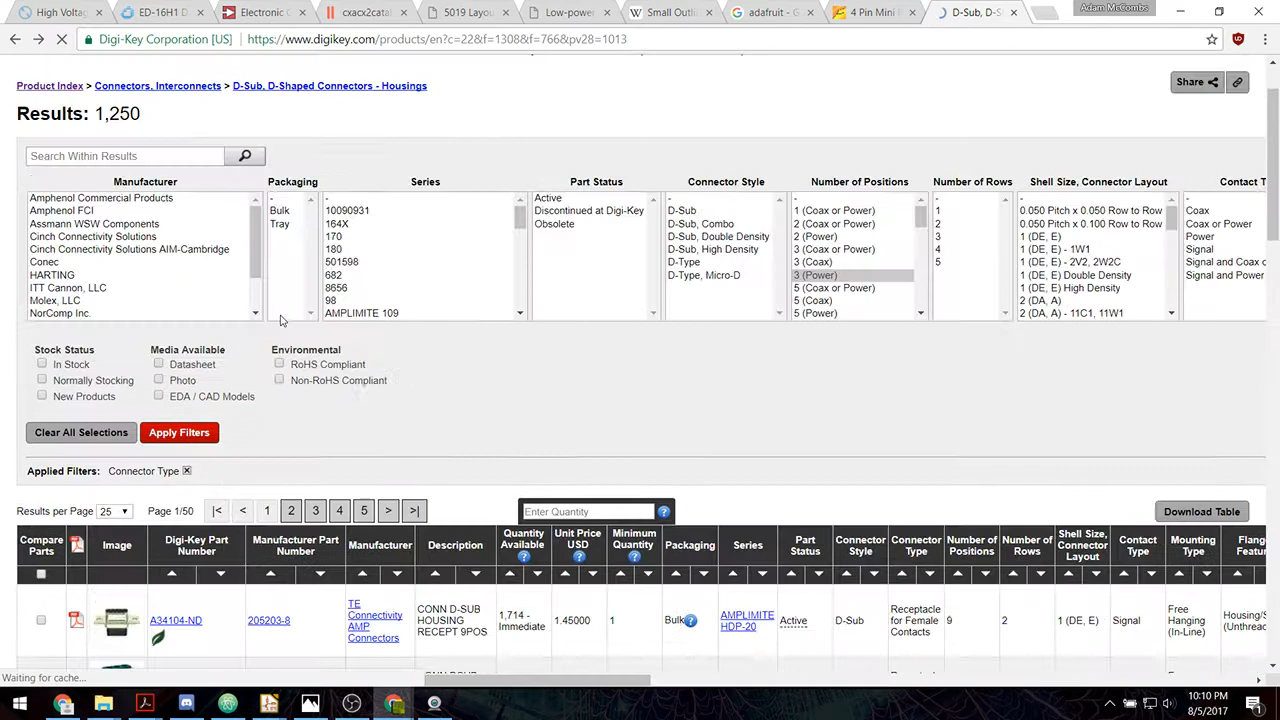 High Voltage
ED-16H1 D
Electronic C
cxacx2catal
5019 Layou
Low-power
Small Outli
adafruit - G
4 Pin Mini
D-Sub, D-S
Adam McCombs
Digi-Key Corporation [US]
https://www.digikey.com/products/en?c=22&f=13088&f=766&pv28=1013
Product Index > Connectors, Interconnects > D-Sub, D-Shaped Connectors - Housings
Share
Results: 1,250
Search Within Results
Manufacturer
Amphenol Commercial Products
Amphenol FCI
Assmann WSW Components
Cinch Connectivity Solutions
Cinch Connectivity Solutions AIM-Cambridge
Conec
HARTING
ITT Cannon, LLC
Molex, LLC
NorComp Inc.
Packaging
-
Bulk
Tray
Series
-
10090931
164X
170
180
501598
682
8656
98
AMPLIMITE 109
Part Status
Active
Discontinued at Digi-Key
Obsolete
Connector Style
-
D-Sub
D-Sub, Combo
D-Sub, Double Density
D-Sub, High Density
D-Type
D-Type, Micro-D
Number of Positions
-
1 (Coax or Power)
2 (Coax or Power)
2 (Power)
3 (Coax or Power)
3 (Coax)
3 (Power)
5 (Coax or Power)
5 (Coax)
5 (Power)
Number of Rows
-
1
2
3
4
5
Shell Size, Connector Layout
-
0.050 Pitch x 0.050 Row to Row
0.050 Pitch x 0.100 Row to Row
1 (DE, E)
1 (DE, E) - 1W1
1 (DE, E) - 2V2, 2W2C
1 (DE, E) Double Density
1 (DE, E) High Density
2 (DA, A)
2 (DA, A) - 11C1, 11W1
Contact T
-
Coax
Coax or Power
Power
Signal
Signal and Coax o
Signal and Power
Stock Status
In Stock
Normally Stocking
New Products
Media Available
Datasheet
Photo
EDA / CAD Models
Environmental
RoHS Compliant
Non-RoHS Compliant
Clear All Selections
Apply Filters
Applied Filters: Connector Type
Results per Page 25 Page 1/50 |< < 1 2 3 4 5 > >|
Enter Quantity
Download Table
Compare Parts
Image
Digi-Key Part Number
Manufacturer Part Number
Manufacturer
Description
Quantity Available
Unit Price USD
Minimum Quantity
Packaging
Series
Part Status
Connector Style
Connector Type
Number of Positions
Number of Rows
Shell Size, Connector Layout
Contact Type
Mounting Type
Flang Featur
A34104-ND
205203-8
TE Connectivity AMP Connectors
CONN D-SUB HOUSING RECEPT 9POS
1,714 - Immediate
1.45000
1
Bulk
AMPLIMITE HDP-20
Active
D-Sub
Receptacle for Female Contacts
9
2
1 (DE, E)
Signal
Free Hanging (In-Line)
Housing/S (Unthreac
Waiting for cache...
10:10 PM
8/5/2017